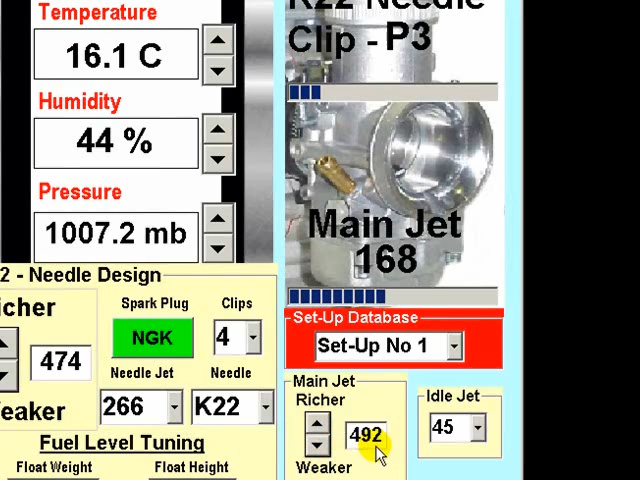 Temperature
16.1 C
Humidity
44 %
Pressure
1007.2 mb
K22 Needle
Clip - P3
Main Jet
168
2 - Needle Design
icher
474
eaker
Spark Plug
NGK
Clips
4
Needle Jet
266
Needle
K22
Fuel Level Tuning
Float Weight
Float Height
Set-Up Database
Set-Up No 1
Main Jet
Richer
492
Weaker
Idle Jet
45